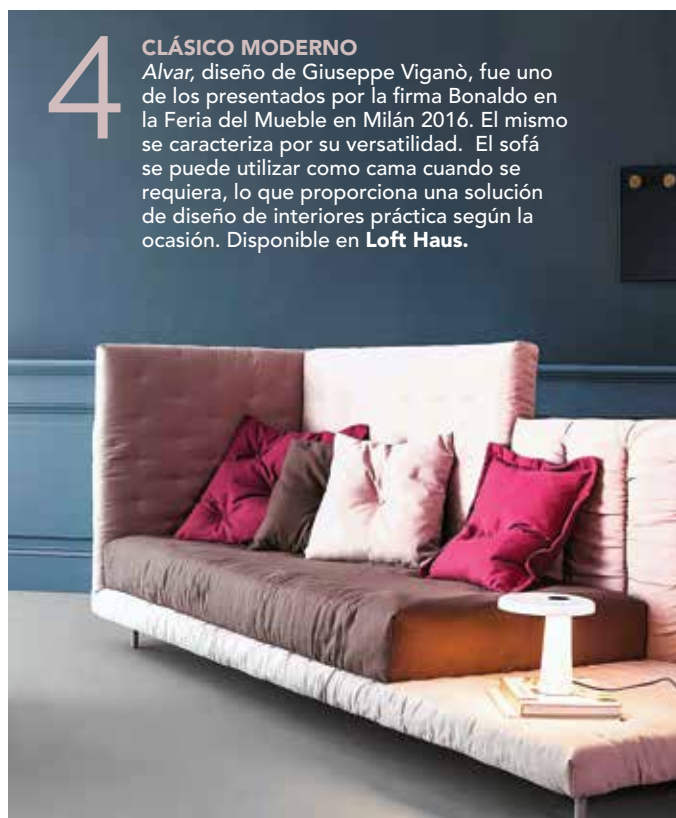 4
CLÁSICO MODERNO
Alvar, diseño de Giuseppe Viganò, fue uno
de los presentados por la firma Bonaldo en
la Feria del Mueble en Milán 2016. El mismo
se caracteriza por su versatilidad. El sofá
se puede utilizar como cama cuando se
requiera, lo que proporciona una solución
de diseño de interiores práctica según la
ocasión. Disponible en Loft Haus.